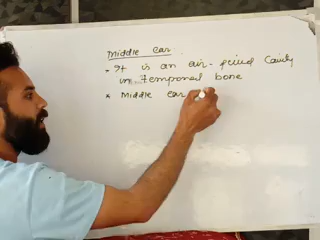 Middle ear
* It is an air-filled Cavity
in Temporal bone
* Middle ear